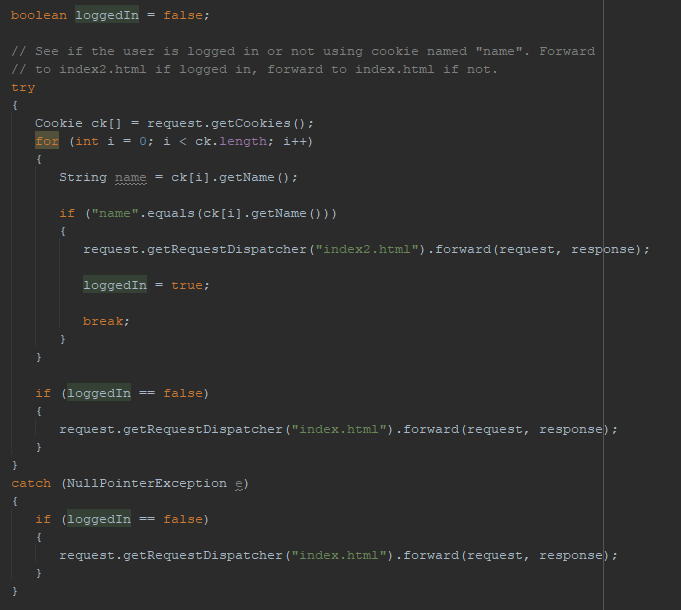 boolean loggedIn = false;
// See if the user is logged in or not using cookie named "name". Forward
// to index2.html if logged in, forward to index.html if not.
try
{
Cookie ck[] = request.getCookies();
for (int i = 0; i < ck.length; i++)
{
String name = ck[i].getName();
if ("name".equals(ck[i].getName()))
{
request.getRequestDispatcher("index2.html").forward(request, response);
loggedIn = true;
break;
}
}
if (loggedIn == false)
{
request.getRequestDispatcher("index.html").forward(request, response);
}
}
catch (NullPointerException e)
{
if (loggedIn == false)
{
request.getRequestDispatcher("index.html").forward(request, response);
}
}